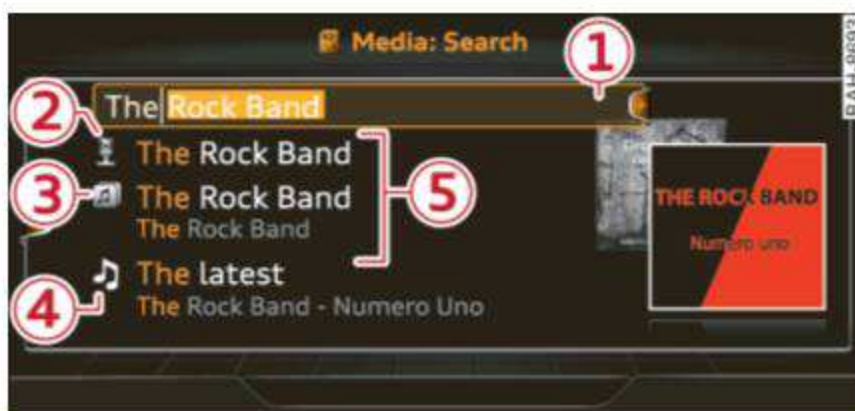 Media: Search
1
RAH-8693
2
The Rock Band
The Rock Band
3
The Rock Band
The Rock Band
5
The latest
4
The Rock Band - Numero Uno
THE ROCK BAND
Numero uno